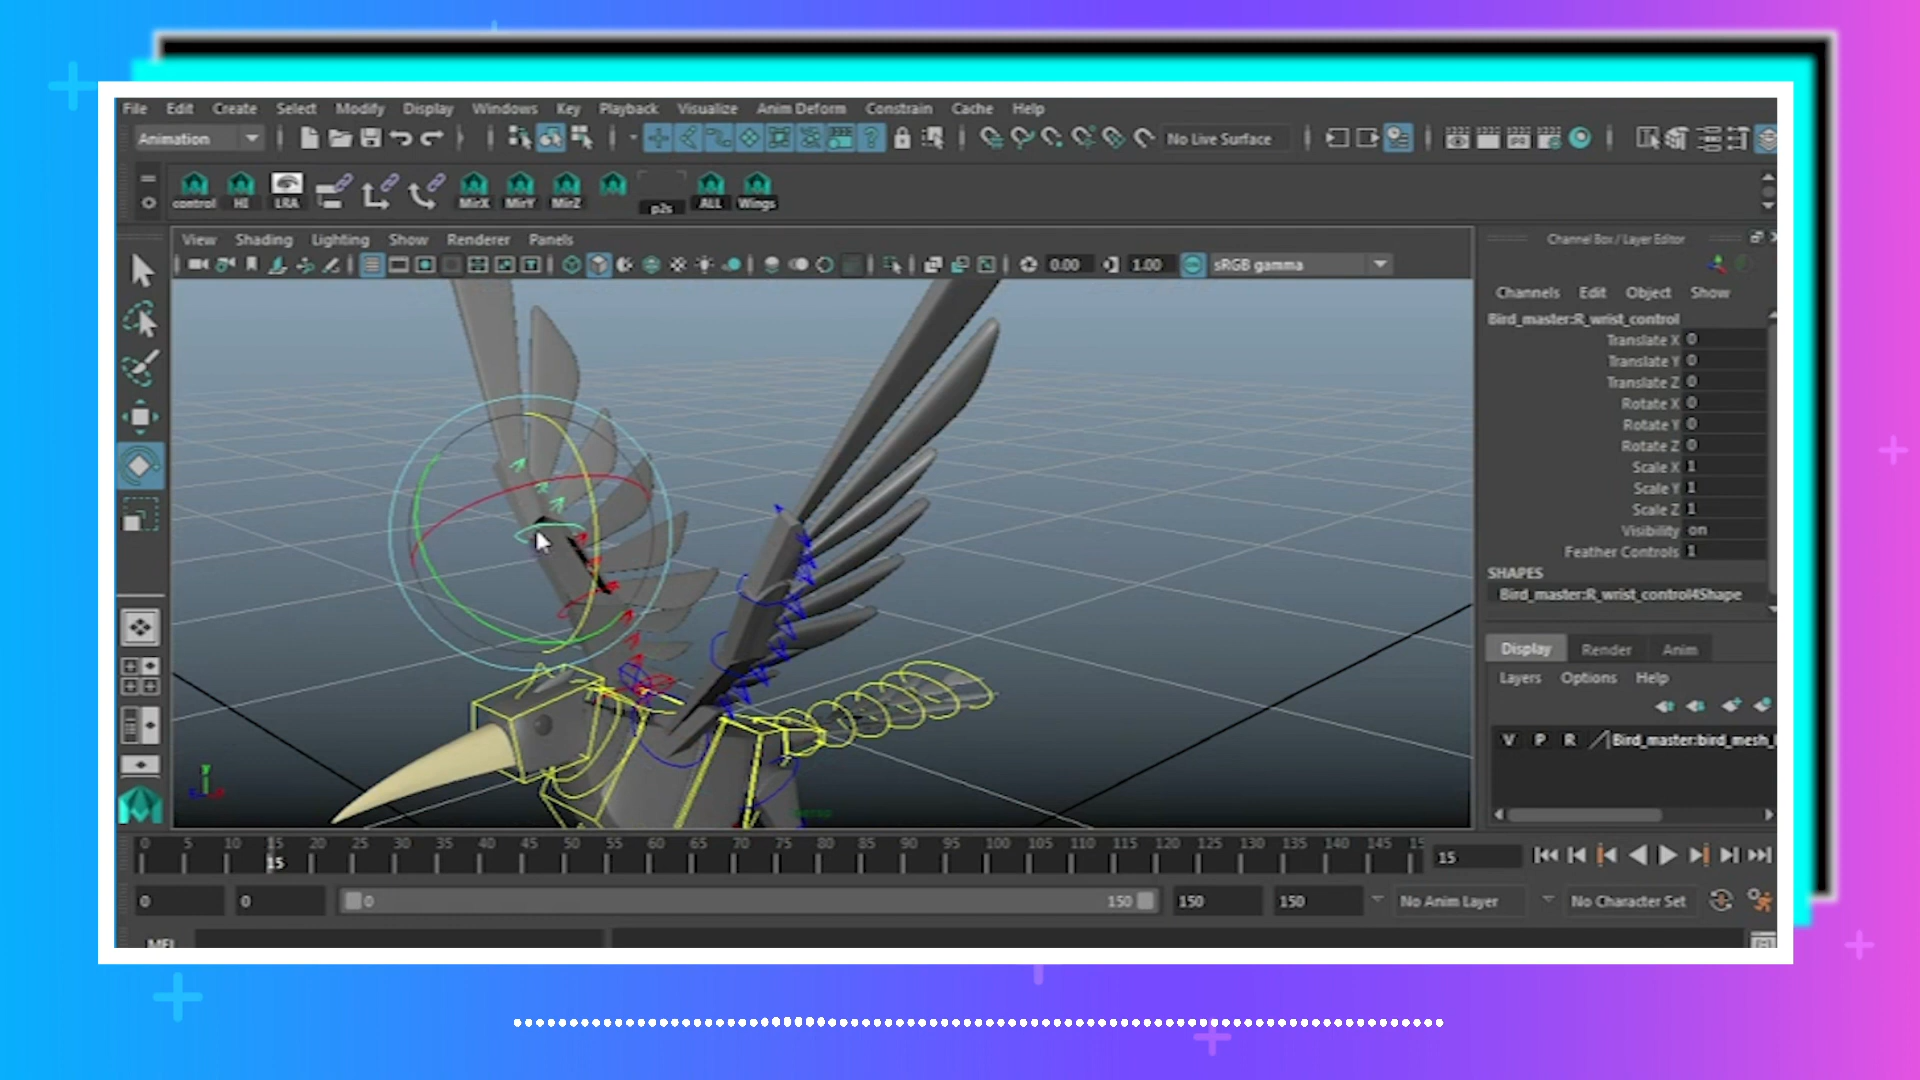 File Edit Create Select Modify Display Windows Key Playback Visualize Anim Deform Constrain Cache Help
Animation No Live Surface
control HI LRA MirX MirY MirZ p2s ALL Wings
View Shading Lighting Show Renderer Panels
0.00 1.00 sRGB gamma
Channel Box / Layer Editor
Channels Edit Object Show
Bird_master:R_wrist_control
Translate X 0
Translate Y 0
Translate Z 0
Rotate X 0
Rotate Y 0
Rotate Z 0
Scale X 1
Scale Y 1
Scale Z 1
Visibility on
Feather Controls 1
SHAPES
Bird_master:R_wrist_control4Shape
Display Render Anim
Layers Options Help
V P R Bird_master:bird_mesh_
persp
0 5 10 15 20 25 30 35 40 45 50 55 60 65 70 75 80 85 90 95 100 105 110 115 120 125 130 135 140 145 15
15 15
0 0 0 150 150 150 No Anim Layer No Character Set
MEL